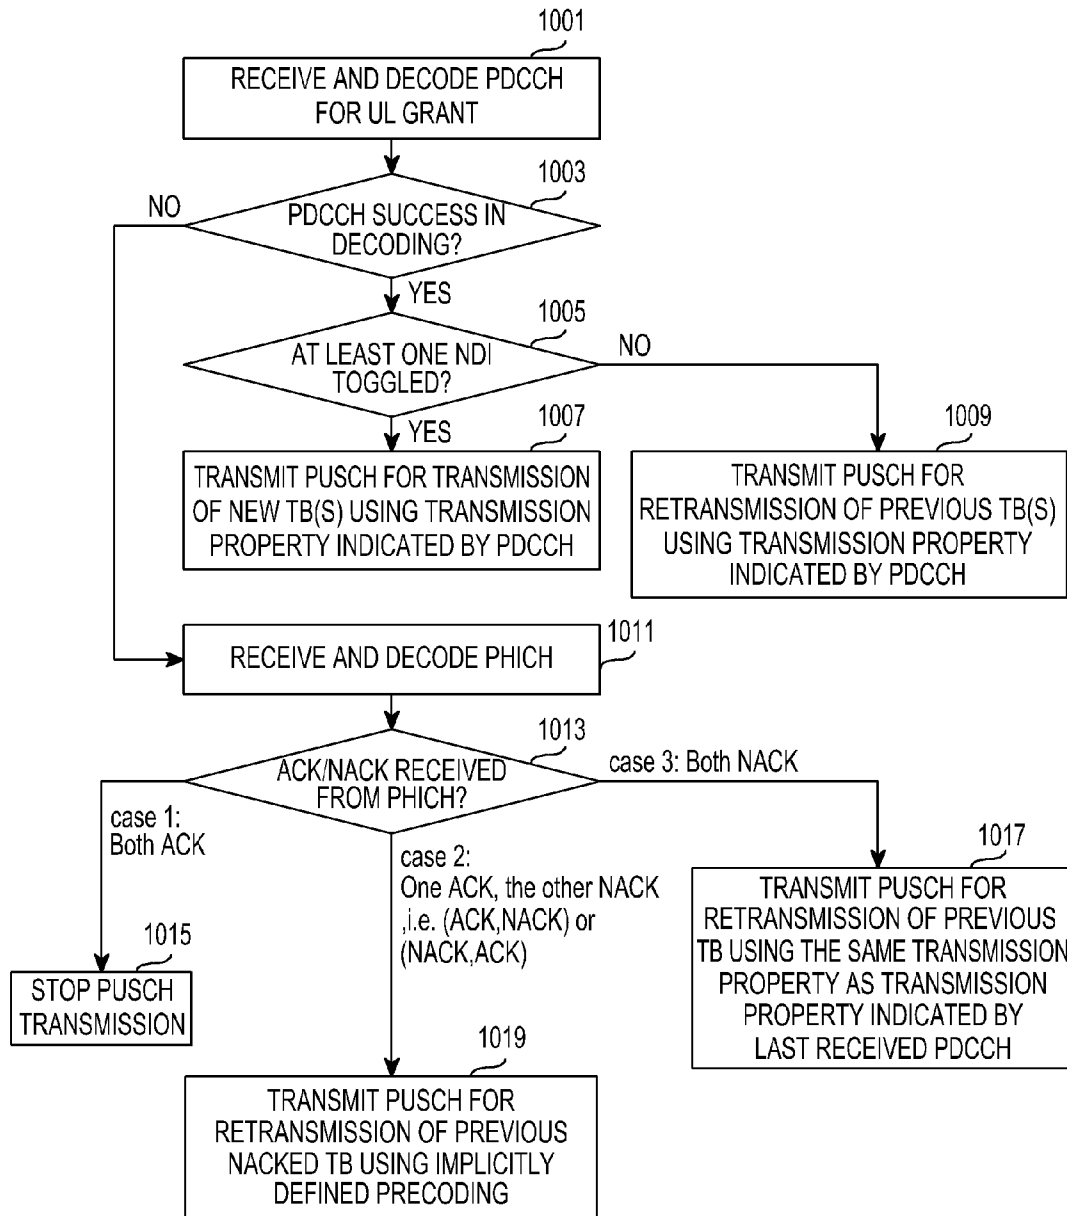 1001
RECEIVE AND DECODE PDCCH
FOR UL GRANT
1003
NO
PDCCH SUCCESS IN
DECODING?
YES
1005
AT LEAST ONE NDI
TOGGLED?
NO
YES
1007
TRANSMIT PUSCH FOR TRANSMISSION
OF NEW TB(S) USING TRANSMISSION
PROPERTY INDICATED BY PDCCH
1009
TRANSMIT PUSCH FOR
RETRANSMISSION OF PREVIOUS TB(S)
USING TRANSMISSION PROPERTY
INDICATED BY PDCCH
1011
RECEIVE AND DECODE PHICH
1013
ACK/NACK RECEIVED
FROM PHICH?
case 3: Both NACK
case 1:
Both ACK
case 2:
One ACK, the other NACK
,i.e. (ACK,NACK) or
(NACK,ACK)
1015
STOP PUSCH
TRANSMISSION
1017
TRANSMIT PUSCH FOR
RETRANSMISSION OF PREVIOUS
TB USING THE SAME TRANSMISSION
PROPERTY AS TRANSMISSION
PROPERTY INDICATED BY
LAST RECEIVED PDCCH
1019
TRANSMIT PUSCH FOR
RETRANSMISSION OF PREVIOUS
NACKED TB USING IMPLICITLY
DEFINED PRECODING